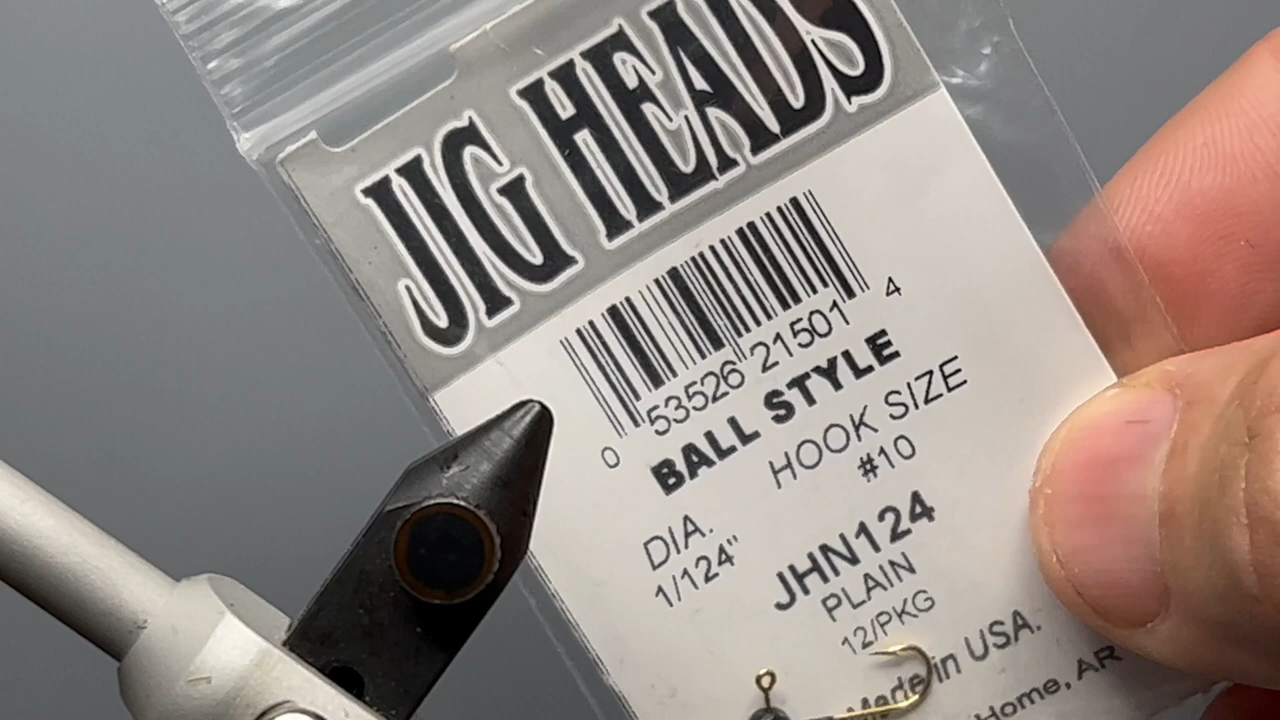 JIG HEADS
0 53526 21501 4
BALL STYLE
HOOK SIZE
#10
DIA.
1/124"
JHN124
PLAIN
12/PKG
Made in USA.
Home, AR